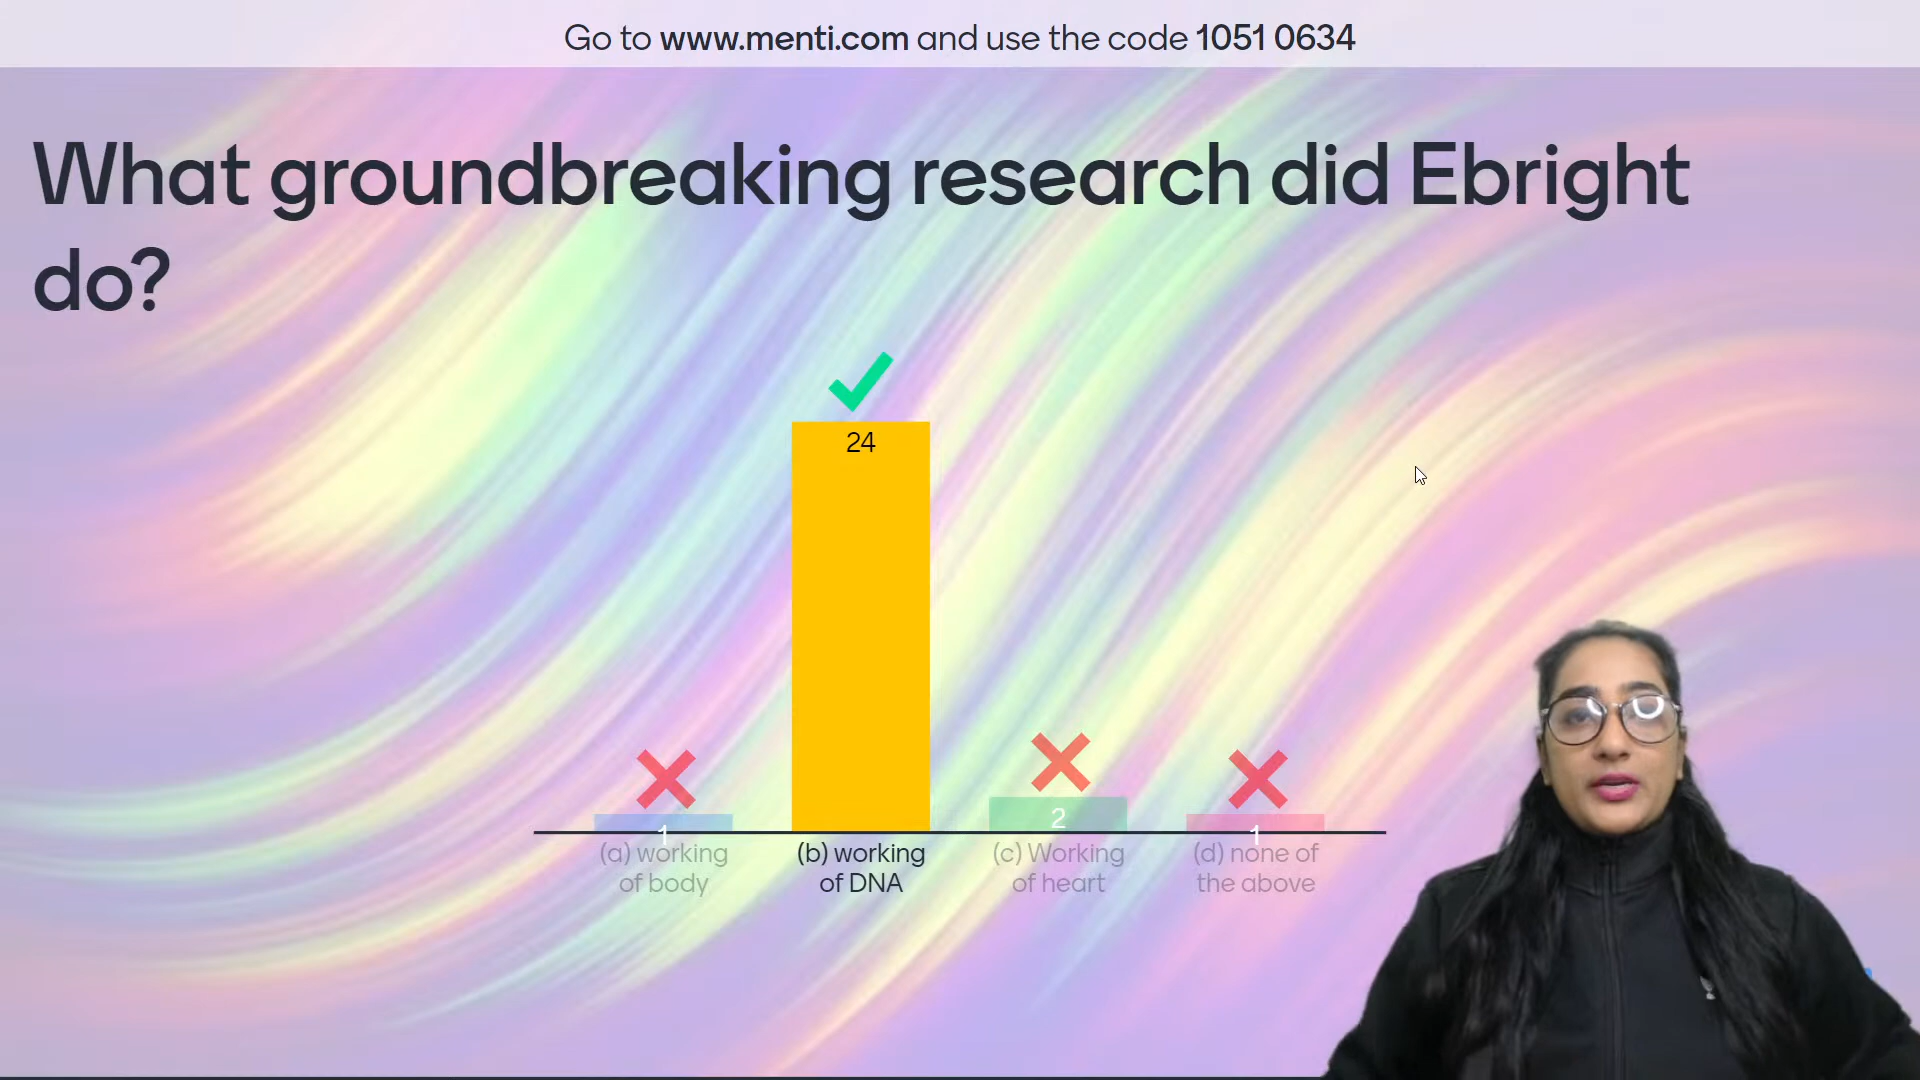 Go to www.menti.com and use the code 1051 0634
What groundbreaking research did Ebright
do?
24
1
2
1
(a) working
of body
(b) working
of DNA
(c) Working
of heart
(d) none of
the above